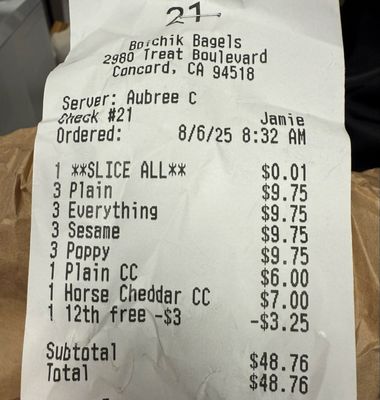 21
Boichik Bagels
2980 Treat Boulevard
Concord, CA 94518
Server: Aubree C
Check #21 Jamie
Ordered: 8/6/25 8:32 AM
1 **SLICE ALL** $0.01
3 Plain $9.75
3 Everything $9.75
3 Sesame $9.75
3 Poppy $9.75
1 Plain CC $6.00
1 Horse Cheddar CC $7.00
1 12th free -$3 -$3.25
Subtotal $48.76
Total $48.76